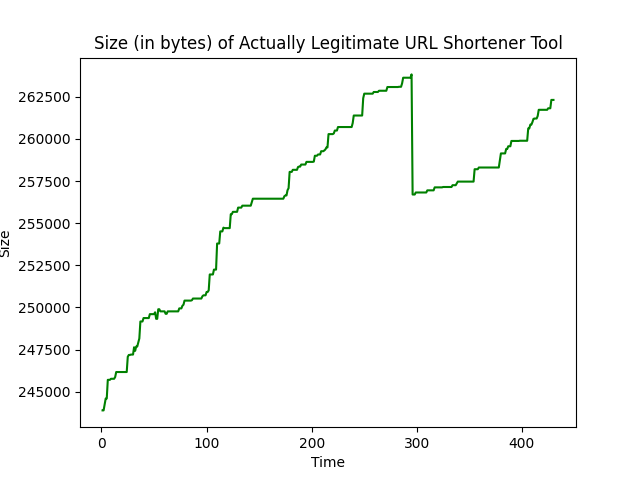 Size (in bytes) of Actually Legitimate URL Shortener Tool
262500
260000
257500
255000
252500
250000
247500
245000
Size
0 100 200 300 400
Time